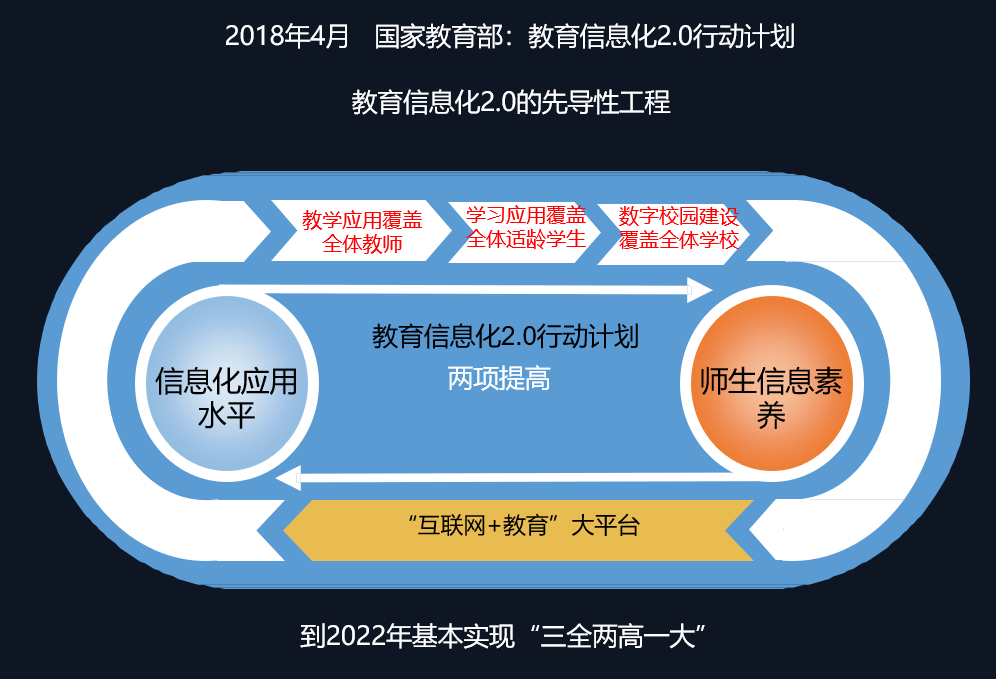 2018年4月 国家教育部：教育信息化2.0行动计划
教育信息化2.0的先导性工程
教学应用覆盖
全体教师
学习应用覆盖
全体适龄学生
数字校园建设
覆盖全体学校
教育信息化2.0行动计划
两项提高
信息化应用
水平
师生信息素
养
“互联网+教育”大平台
到2022年基本实现“三全两高一大”